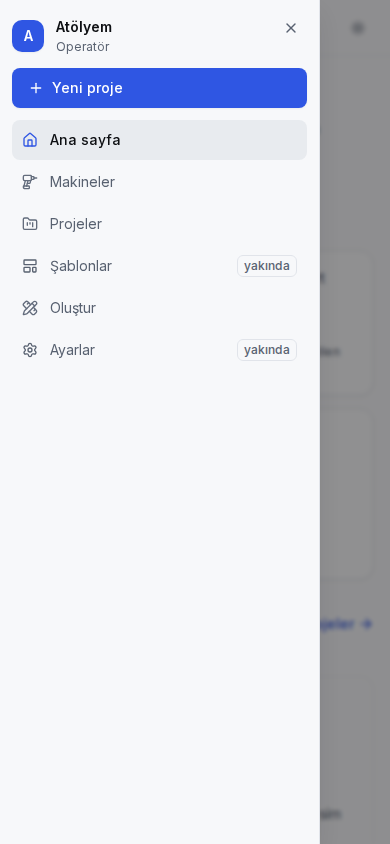 A
Atölyem
Operatör
Yeni proje
Ana sayfa
Makineler
Projeler
Şablonlar yakında
Oluştur
Ayarlar yakında